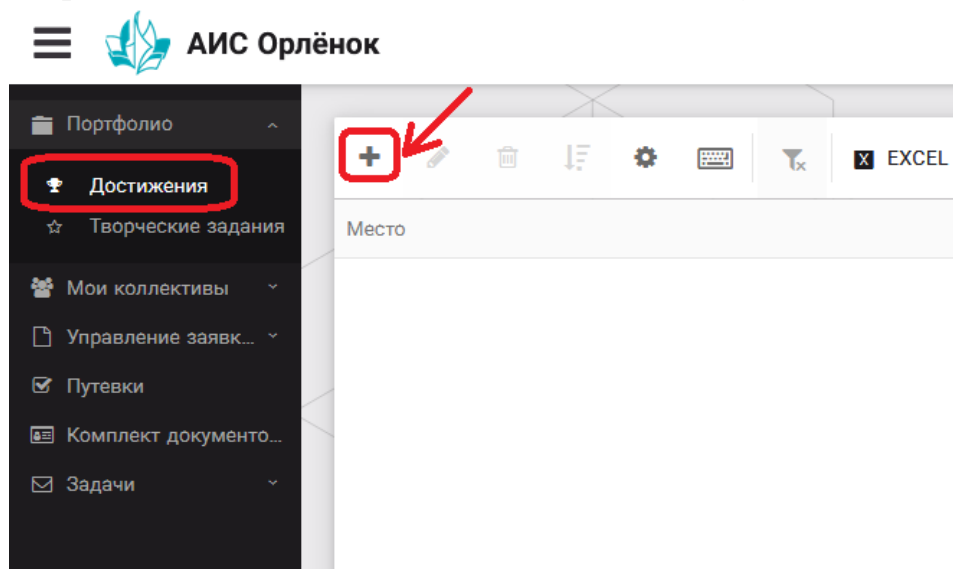 АИС Орлёнок
Портфолио
Достижения
Творческие задания
Мои коллективы
Управление заявк...
Путевки
Комплект документо...
Задачи
X EXCEL
Место